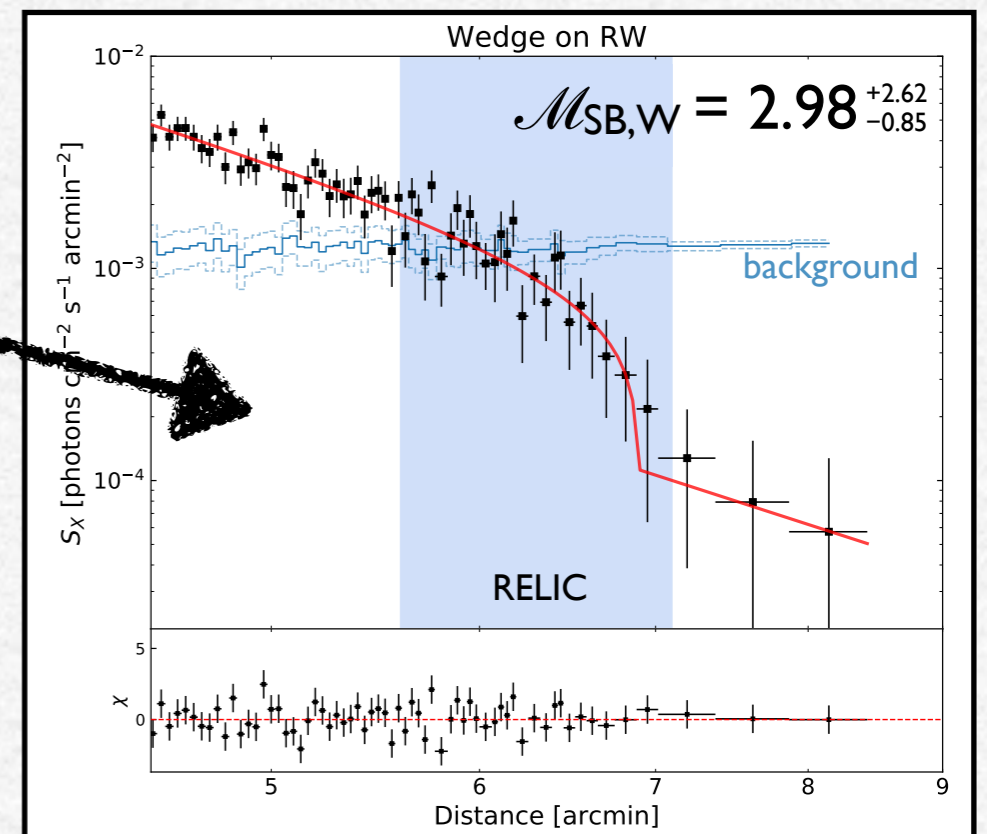 Wedge on RW
ℳSB,W = 2.98 +2.62 −0.85
10⁻²
10⁻³
10⁻⁴
S_X [photons cm⁻² s⁻¹ arcmin⁻²]
background
RELIC
5
0
χ
5 6 7 8 9
Distance [arcmin]